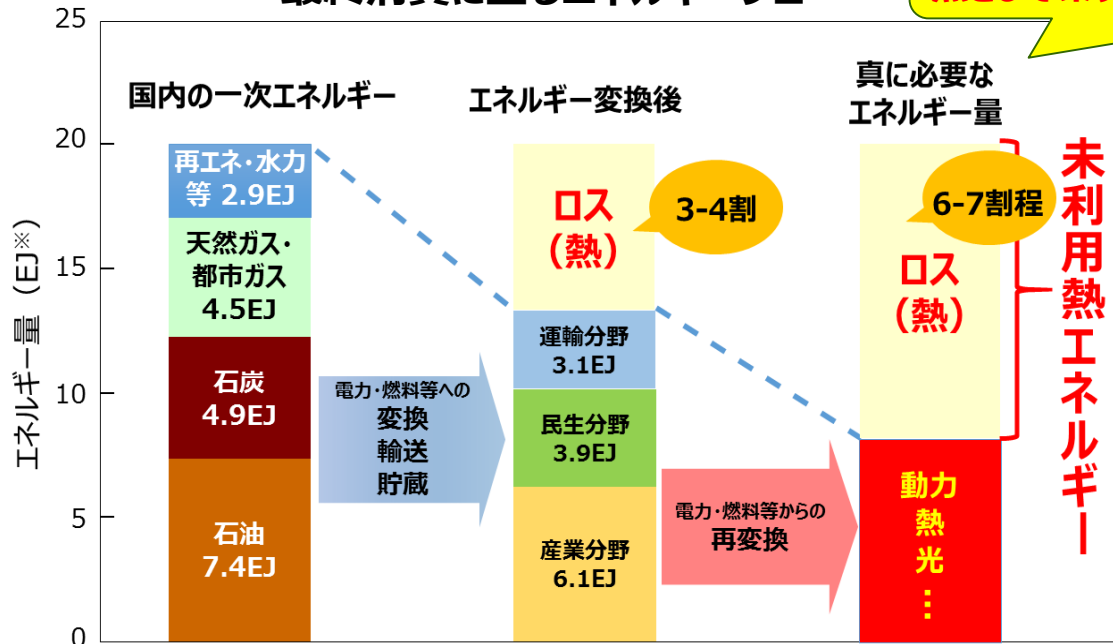 25
20
15
10
5
0
エネルギー量 (EJ※)
国内の一次エネルギー
再エネ・水力
等 2.9EJ
天然ガス・
都市ガス
4.5EJ
石炭
4.9EJ
石油
7.4EJ
電力・燃料等への
変換
輸送
貯蔵
エネルギー変換後
ロス
(熱)
3-4割
運輸分野
3.1EJ
民生分野
3.9EJ
産業分野
6.1EJ
電力・燃料等からの
再変換
真に必要な
エネルギー量
6-7割程
ロス
(熱)
動力
熱
光
…
未利用熱エネルギー